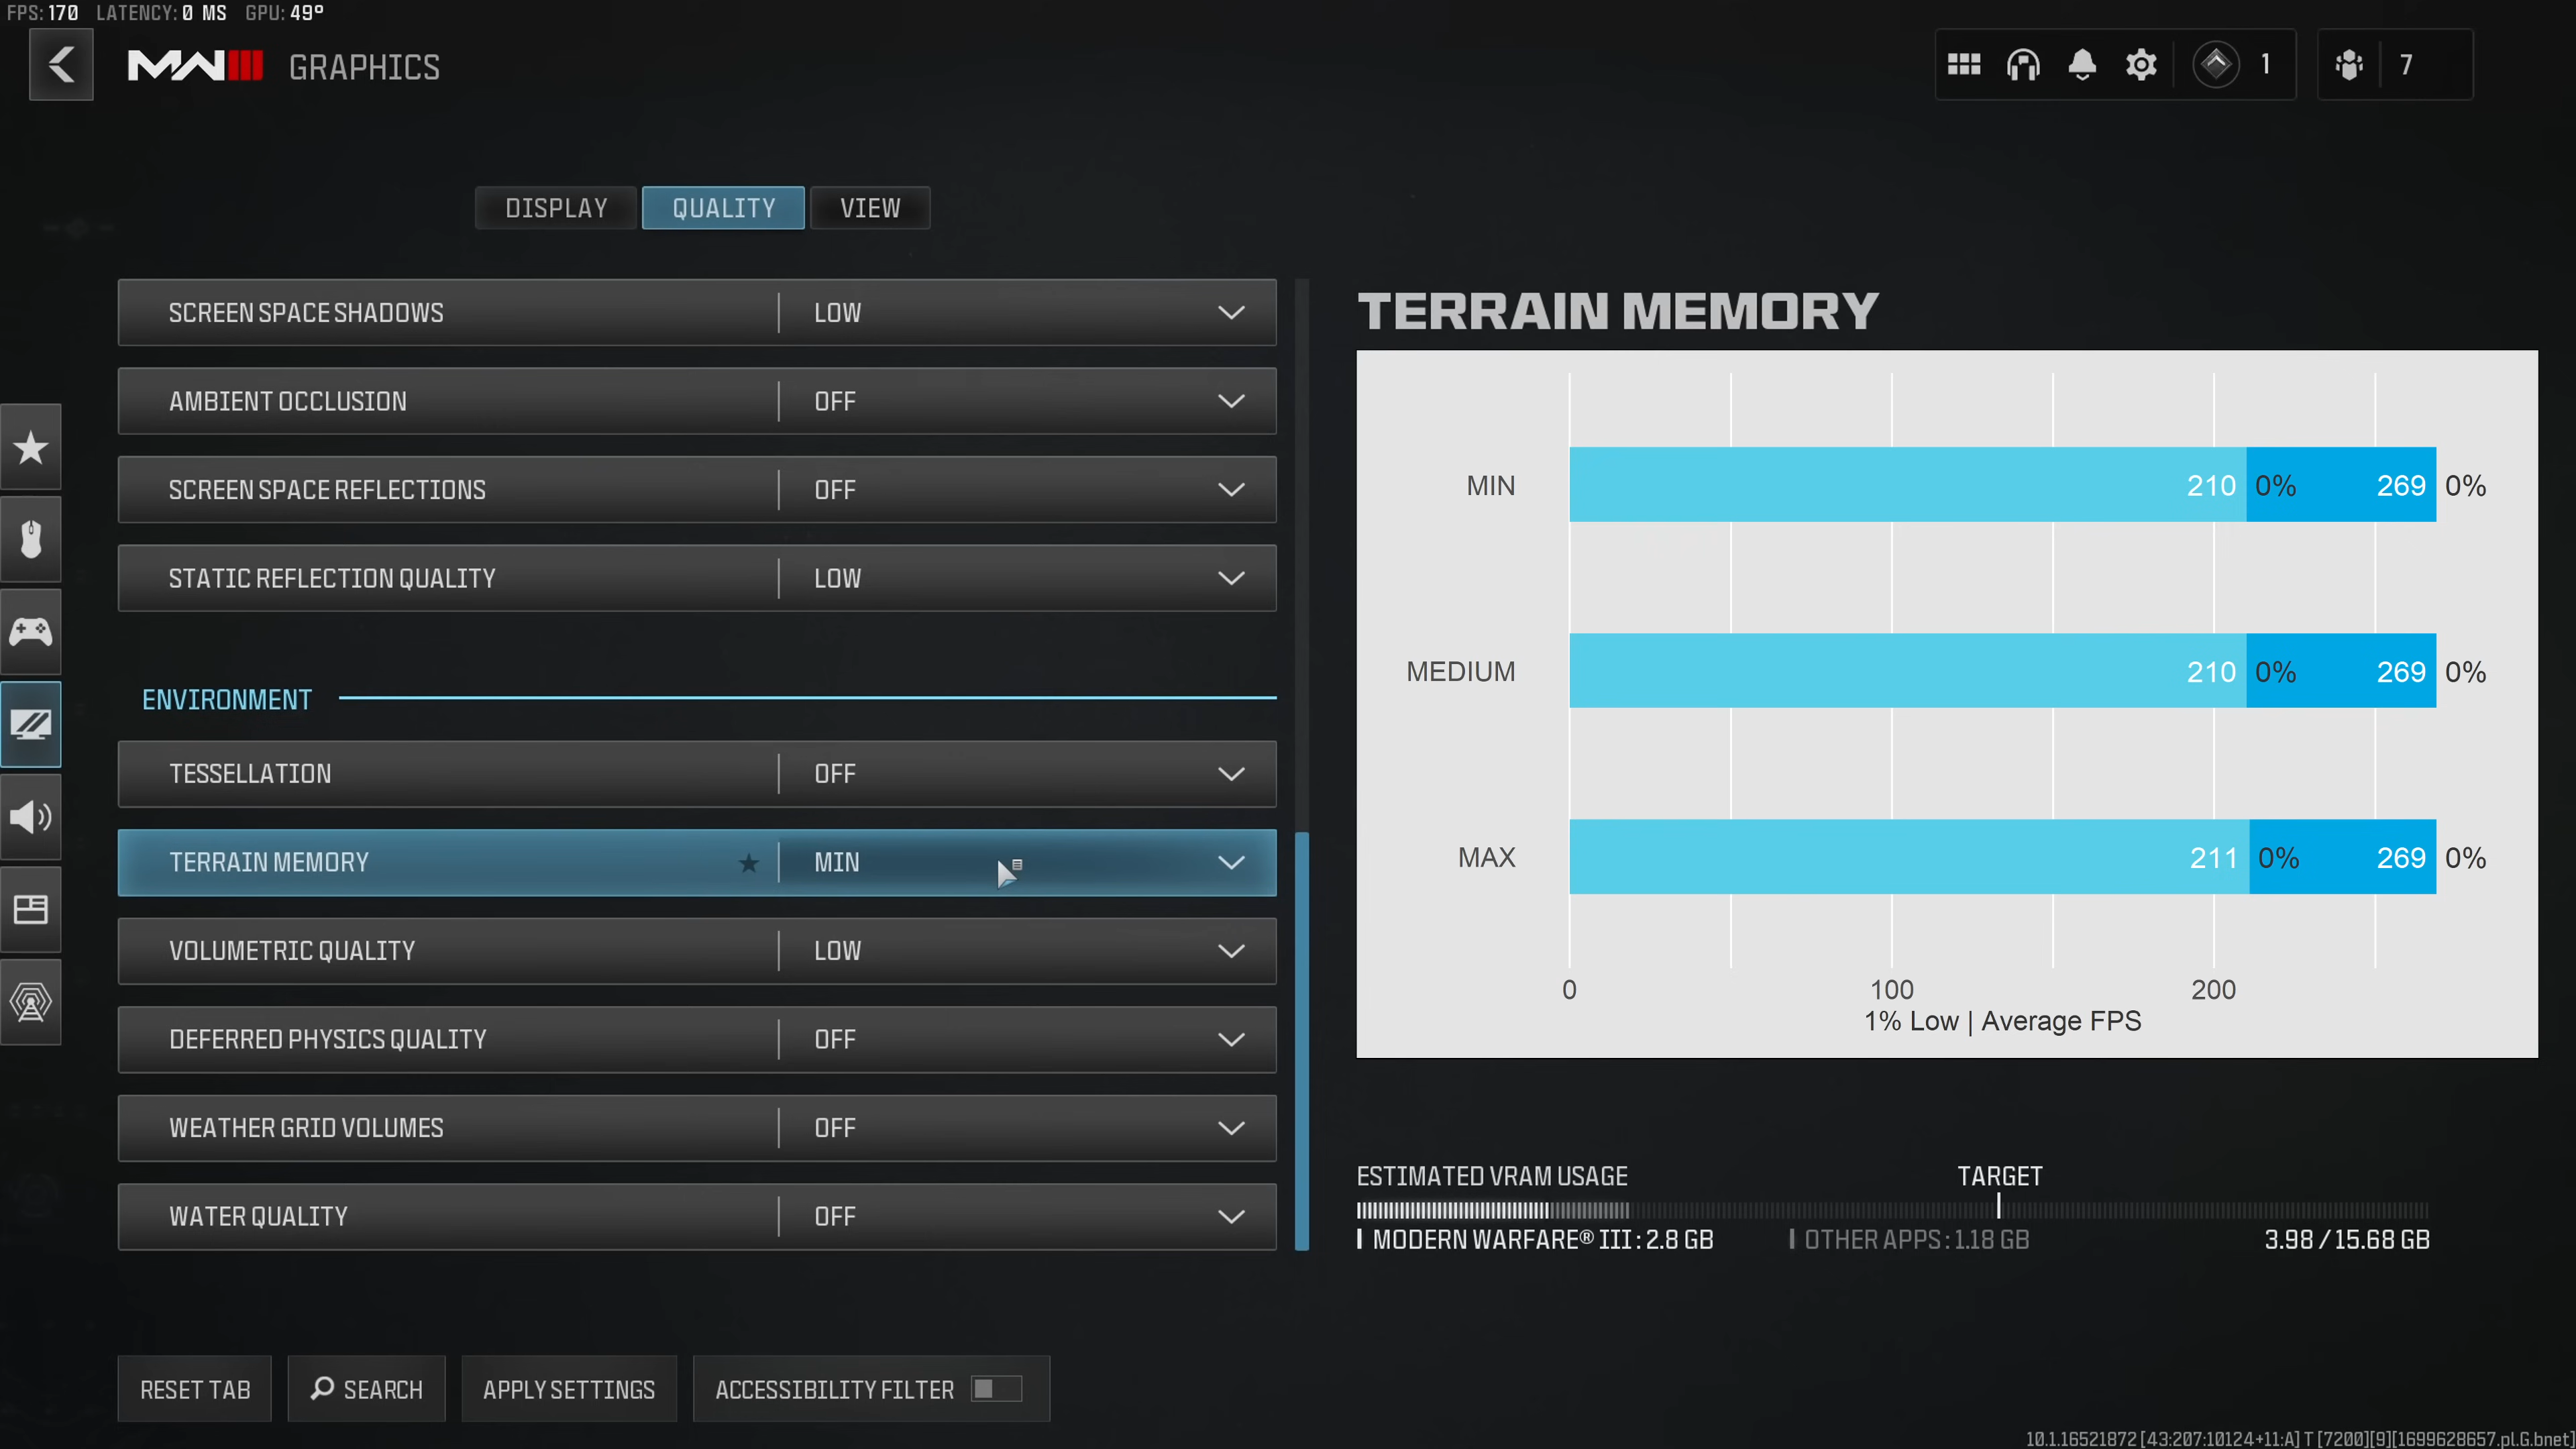 FPS: 170 LATENCY: 0 MS GPU: 49°
MWIII GRAPHICS
1
7
DISPLAY
QUALITY
VIEW
SCREEN SPACE SHADOWS LOW
AMBIENT OCCLUSION OFF
SCREEN SPACE REFLECTIONS OFF
STATIC REFLECTION QUALITY LOW
ENVIRONMENT
TESSELLATION OFF
TERRAIN MEMORY MIN
VOLUMETRIC QUALITY LOW
DEFERRED PHYSICS QUALITY OFF
WEATHER GRID VOLUMES OFF
WATER QUALITY OFF
TERRAIN MEMORY
MIN 210 0% 269 0%
MEDIUM 210 0% 269 0%
MAX 211 0% 269 0%
0 100 200
1% Low | Average FPS
ESTIMATED VRAM USAGE TARGET
MODERN WARFARE® III: 2.8 GB OTHER APPS: 1.18 GB 3.98 / 15.68 GB
RESET TAB
SEARCH
APPLY SETTINGS
ACCESSIBILITY FILTER
10.1.16521872 [43:207:10124+11:A] T [7200][9][1699628657.pl.G.bnet]